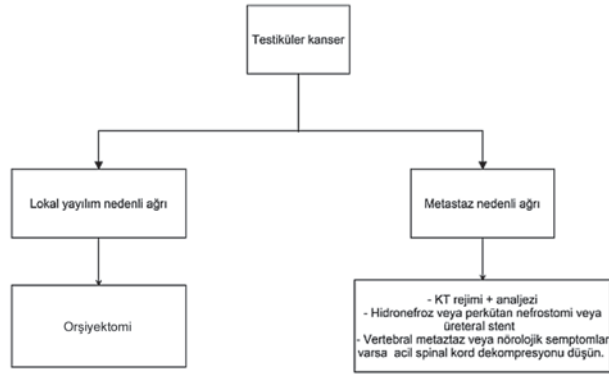 Testiküler kanser
Lokal yayılım nedenli ağrı
Metastaz nedenli ağrı
Orşiyektomi
- KT rejimi + analjezi
- Hidronefroz veya perkütan nefrostomi veya
üreteral stent
- Vertebral metaztaz veya nörolojik semptomlar
varsa acil spinal kord dekompresyonu düşün.